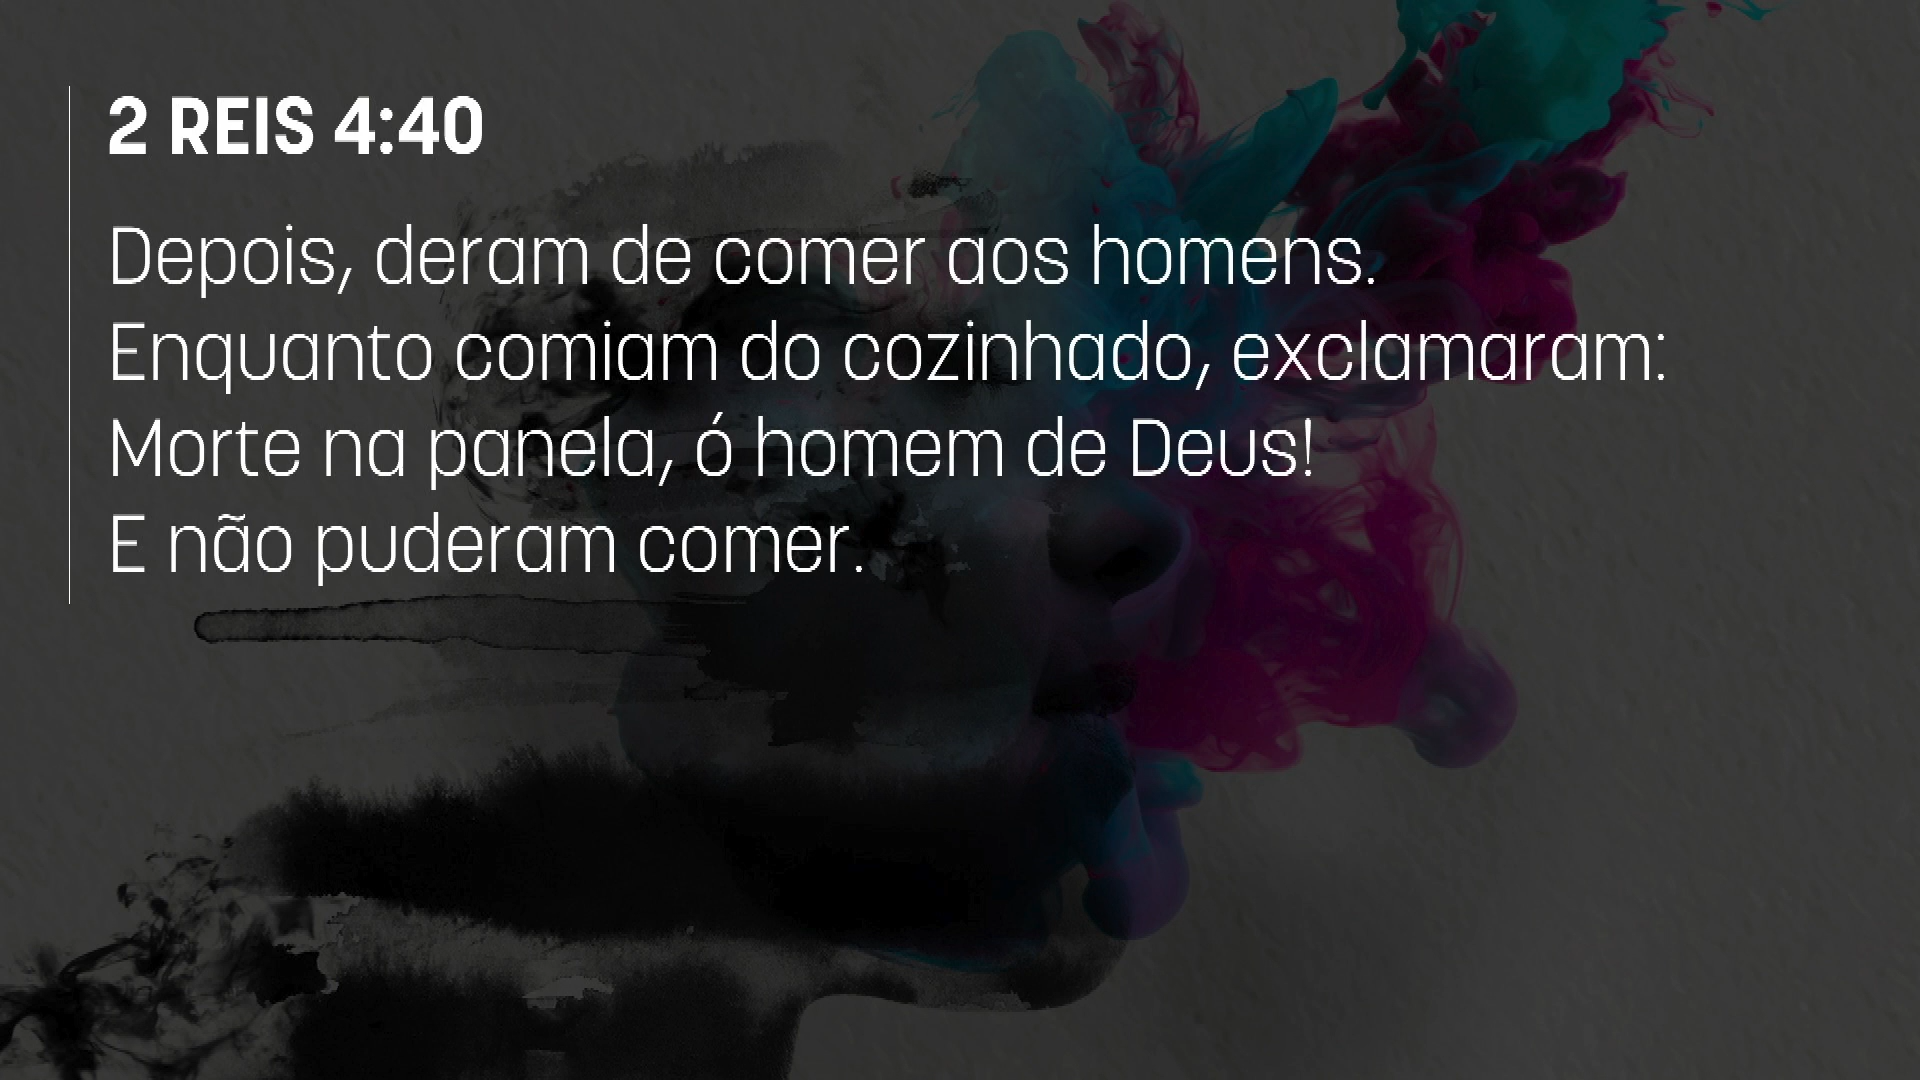 2 REIS 4:40
Depois, deram de comer aos homens.
Enquanto comiam do cozinhado, exclamaram:
Morte na panela, ó homem de Deus!
E não puderam comer.